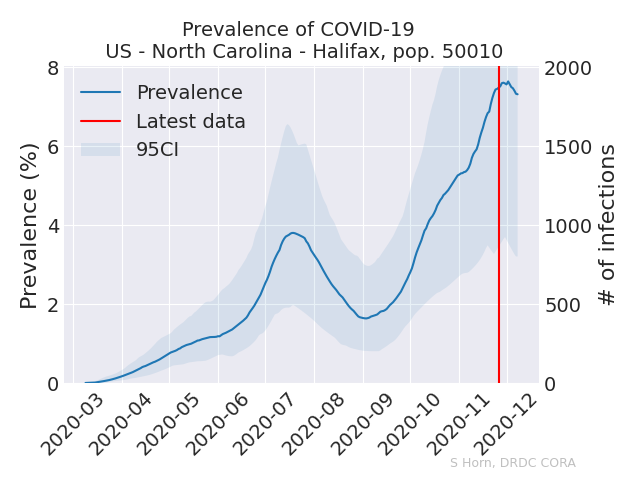 Prevalence of COVID-19
US - North Carolina - Halifax, pop. 50010
Prevalence
Latest data
95CI
Prevalence (%)
8
6
4
2
0
# of infections
2000
1500
1000
500
0
2020-03
2020-04
2020-05
2020-06
2020-07
2020-08
2020-09
2020-10
2020-11
2020-12
S Horn, DRDC CORA